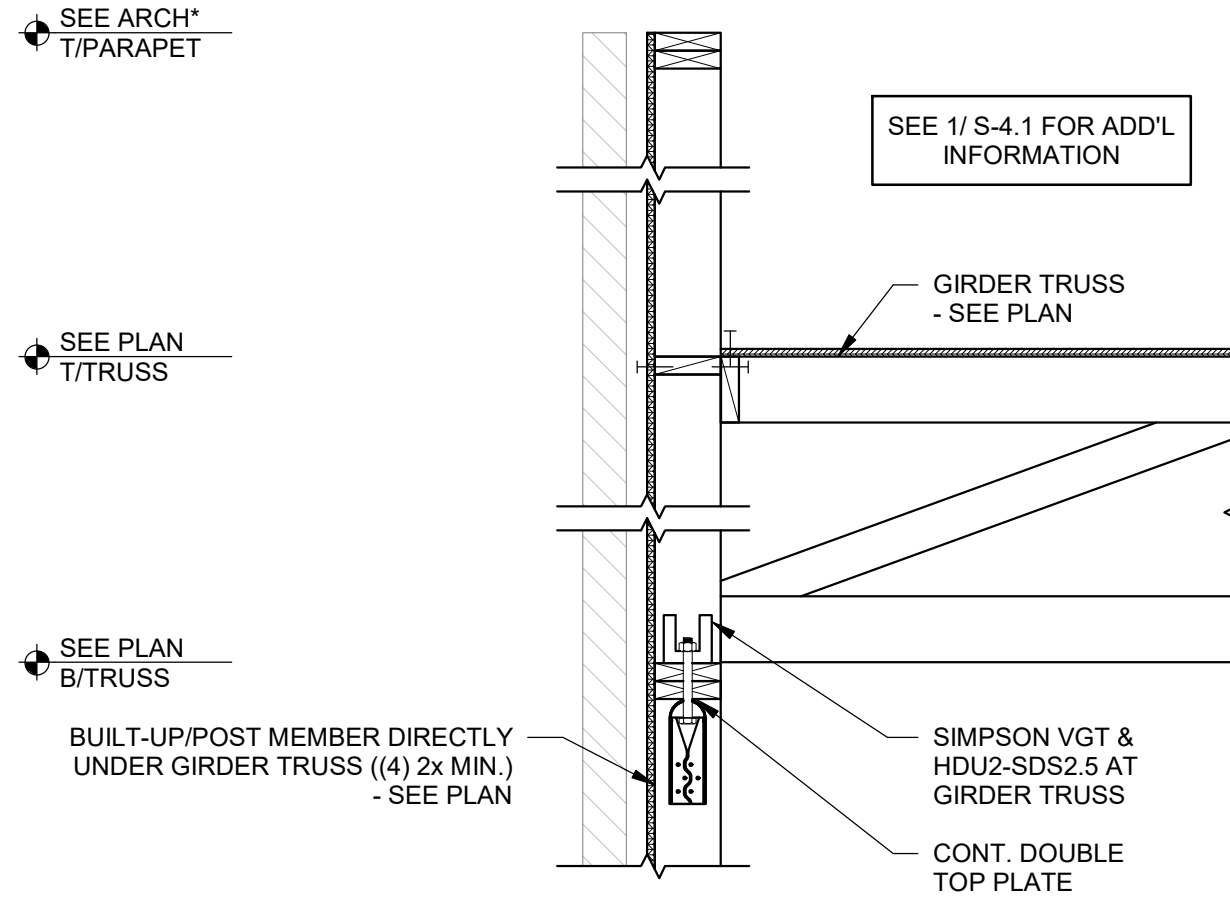 SEE ARCH*
T/PARAPET
SEE 1/ S-4.1 FOR ADD'L
INFORMATION
GIRDER TRUSS
- SEE PLAN
SEE PLAN
T/TRUSS
SEE PLAN
B/TRUSS
BUILT-UP/POST MEMBER DIRECTLY
UNDER GIRDER TRUSS ((4) 2x MIN.)
- SEE PLAN
SIMPSON VGT &
HDU2-SDS2.5 AT
GIRDER TRUSS
CONT. DOUBLE
TOP PLATE